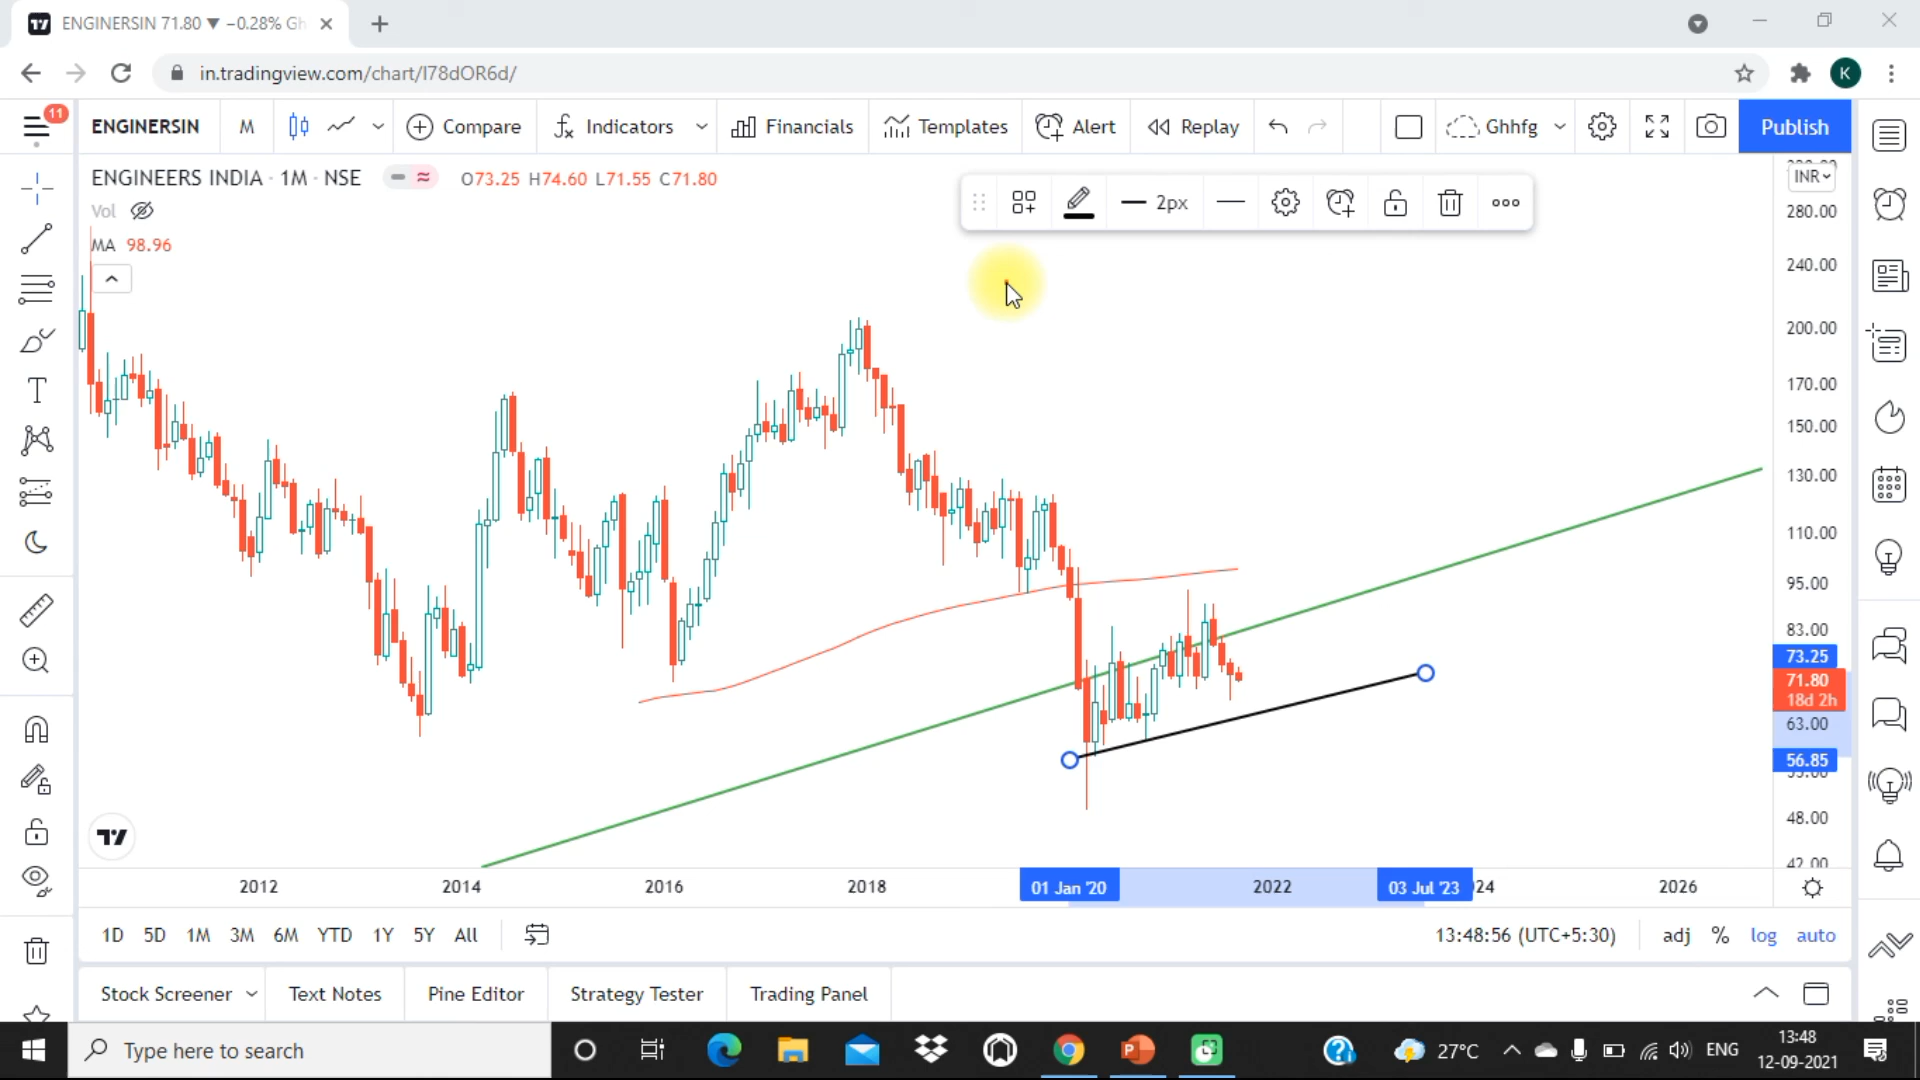 ENGINERSIN 71.80 ▼ −0.28% Gh
in.tradingview.com/chart/I78dOR6d/
K
11
ENGINERSIN
M
Compare
Indicators
Financials
Templates
Alert
Replay
Ghhfg
Publish
ENGINEERS INDIA · 1M · NSE
O73.25 H74.60 L71.55 C71.80
Vol
MA 98.96
2px
INR
280.00
240.00
200.00
170.00
150.00
130.00
110.00
95.00
83.00
73.25
71.80
18d 2h
63.00
56.85
48.00
42.00
2012
2014
2016
2018
01 Jan '20
2022
03 Jul '23
24
2026
1D
5D
1M
3M
6M
YTD
1Y
5Y
All
13:48:56 (UTC+5:30)
adj
%
log
auto
Stock Screener
Text Notes
Pine Editor
Strategy Tester
Trading Panel
Type here to search
27°C
ENG
13:48
12-09-2021